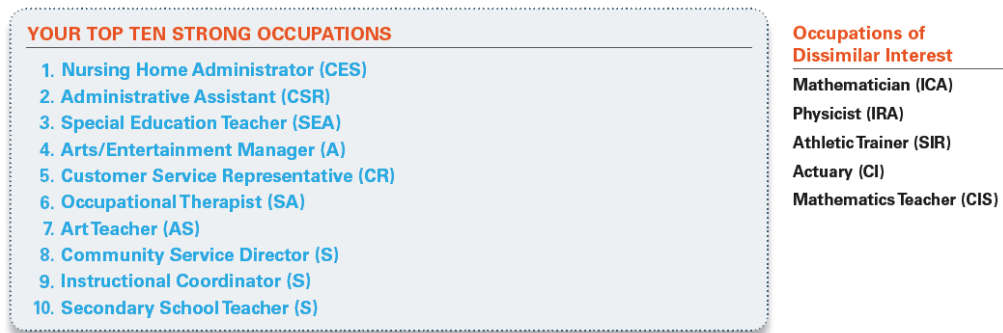 YOUR TOP TEN STRONG OCCUPATIONS
1. Nursing Home Administrator (CES)
2. Administrative Assistant (CSR)
3. Special Education Teacher (SEA)
4. Arts/Entertainment Manager (A)
5. Customer Service Representative (CR)
6. Occupational Therapist (SA)
7. Art Teacher (AS)
8. Community Service Director (S)
9. Instructional Coordinator (S)
10. Secondary School Teacher (S)
Occupations of
Dissimilar Interest
Mathematician (ICA)
Physicist (IRA)
Athletic Trainer (SIR)
Actuary (CI)
Mathematics Teacher (CIS)